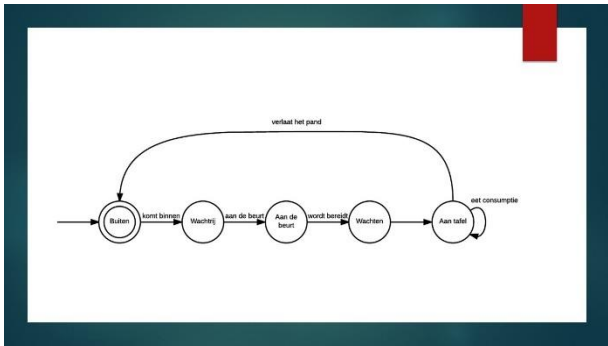 verlaat het pand
eet consumptie
Buiten
komt binnen
Wachtrij
aan de beurt
Aan de
beurt
wordt bereidt
Wachten
Aan tafel